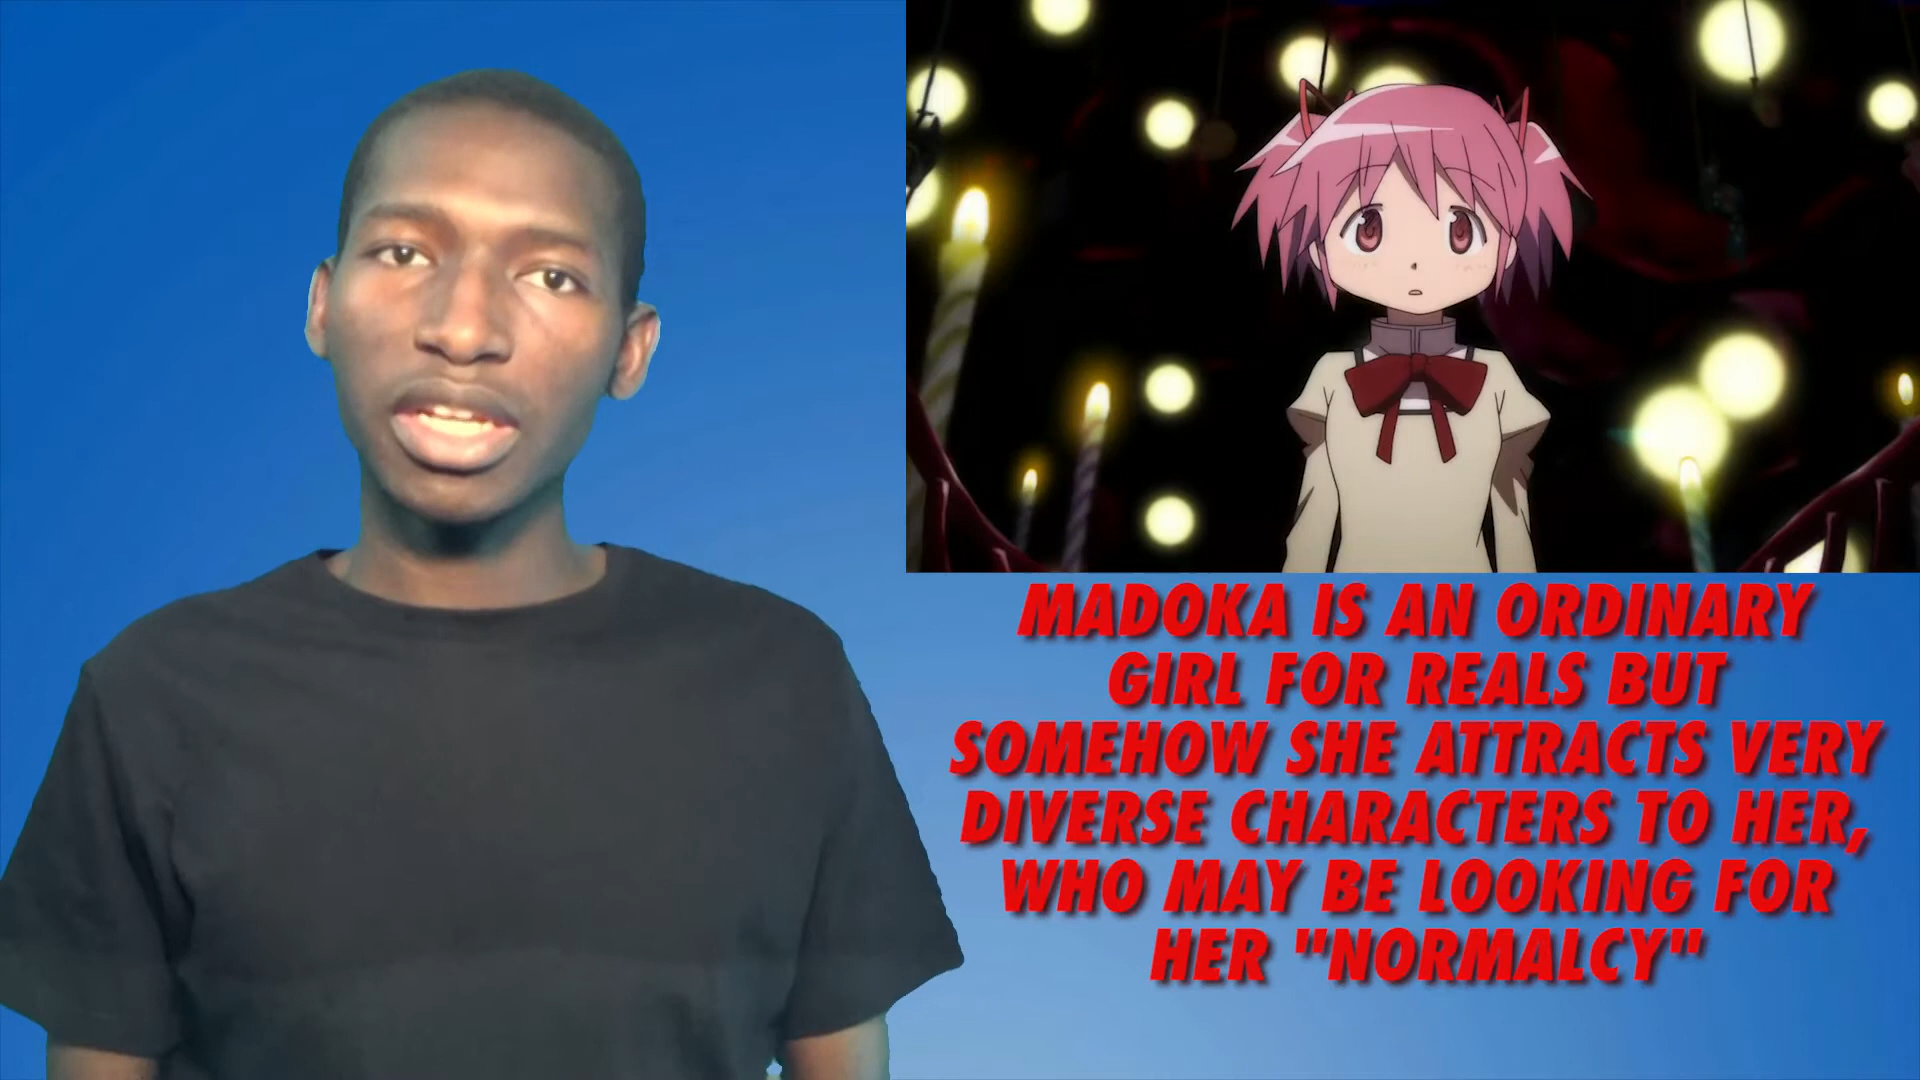 MADOKA IS AN ORDINARY
GIRL FOR REALS BUT
SOMEHOW SHE ATTRACTS VERY
DIVERSE CHARACTERS TO HER,
WHO MAY BE LOOKING FOR
HER "NORMALCY"